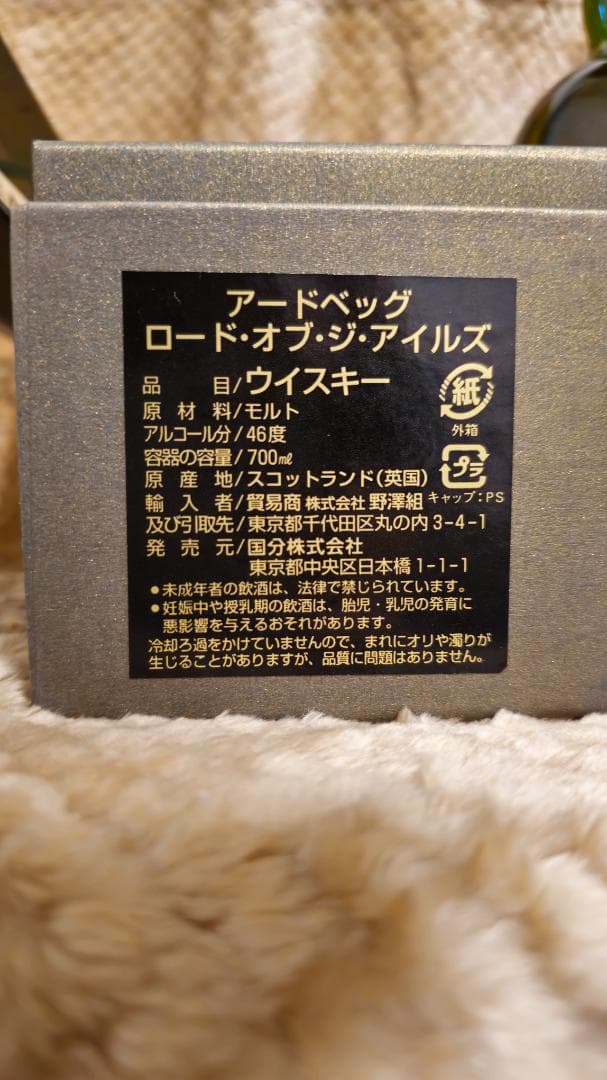 アードベッグ
ロード・オブ・ジ・アイルズ
品目/ウイスキー
原材料/モルト
アルコール分/46度
容器の容量/700㎖
原産地/スコットランド(英国)
輸入者/貿易商 株式会社 野澤組
及び引取先/東京都千代田区丸の内3-4-1
発売元/国分株式会社
東京都中央区日本橋1-1-1
紙
外箱
プラ
キャップ:PS
●未成年者の飲酒は、法律で禁じられています。
●妊娠中や授乳期の飲酒は、胎児・乳児の発育に
悪影響を与えるおそれがあります。
冷却ろ過をかけていませんので、まれにオリや濁りが
生じることがありますが、品質に問題はありません。